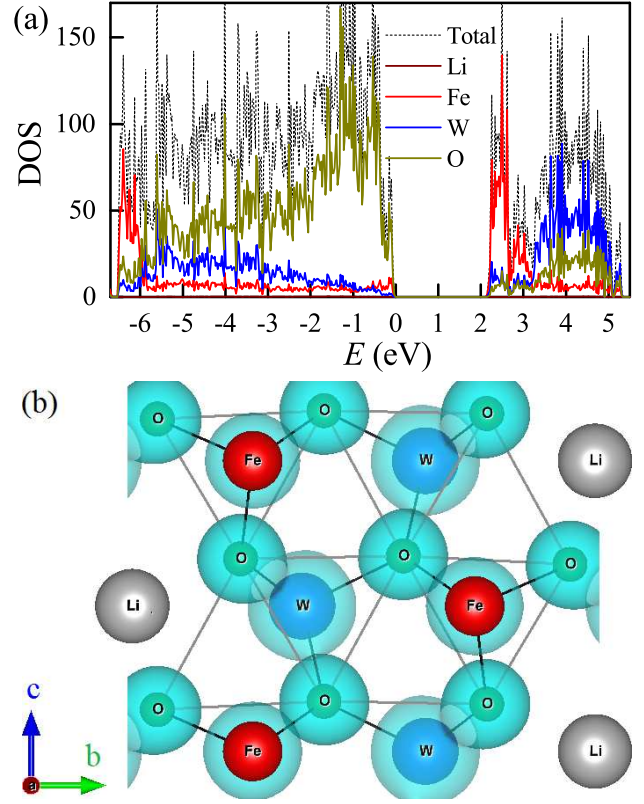 (a)
150
100
50
0
DOS
Total
Li
Fe
W
O
-6 -5 -4 -3 -2 -1 0 1 2 3 4 5
E (eV)
(b)
O O O
Fe W Li
O O O
Li W Fe
O O O
Fe W Li
c
b
a